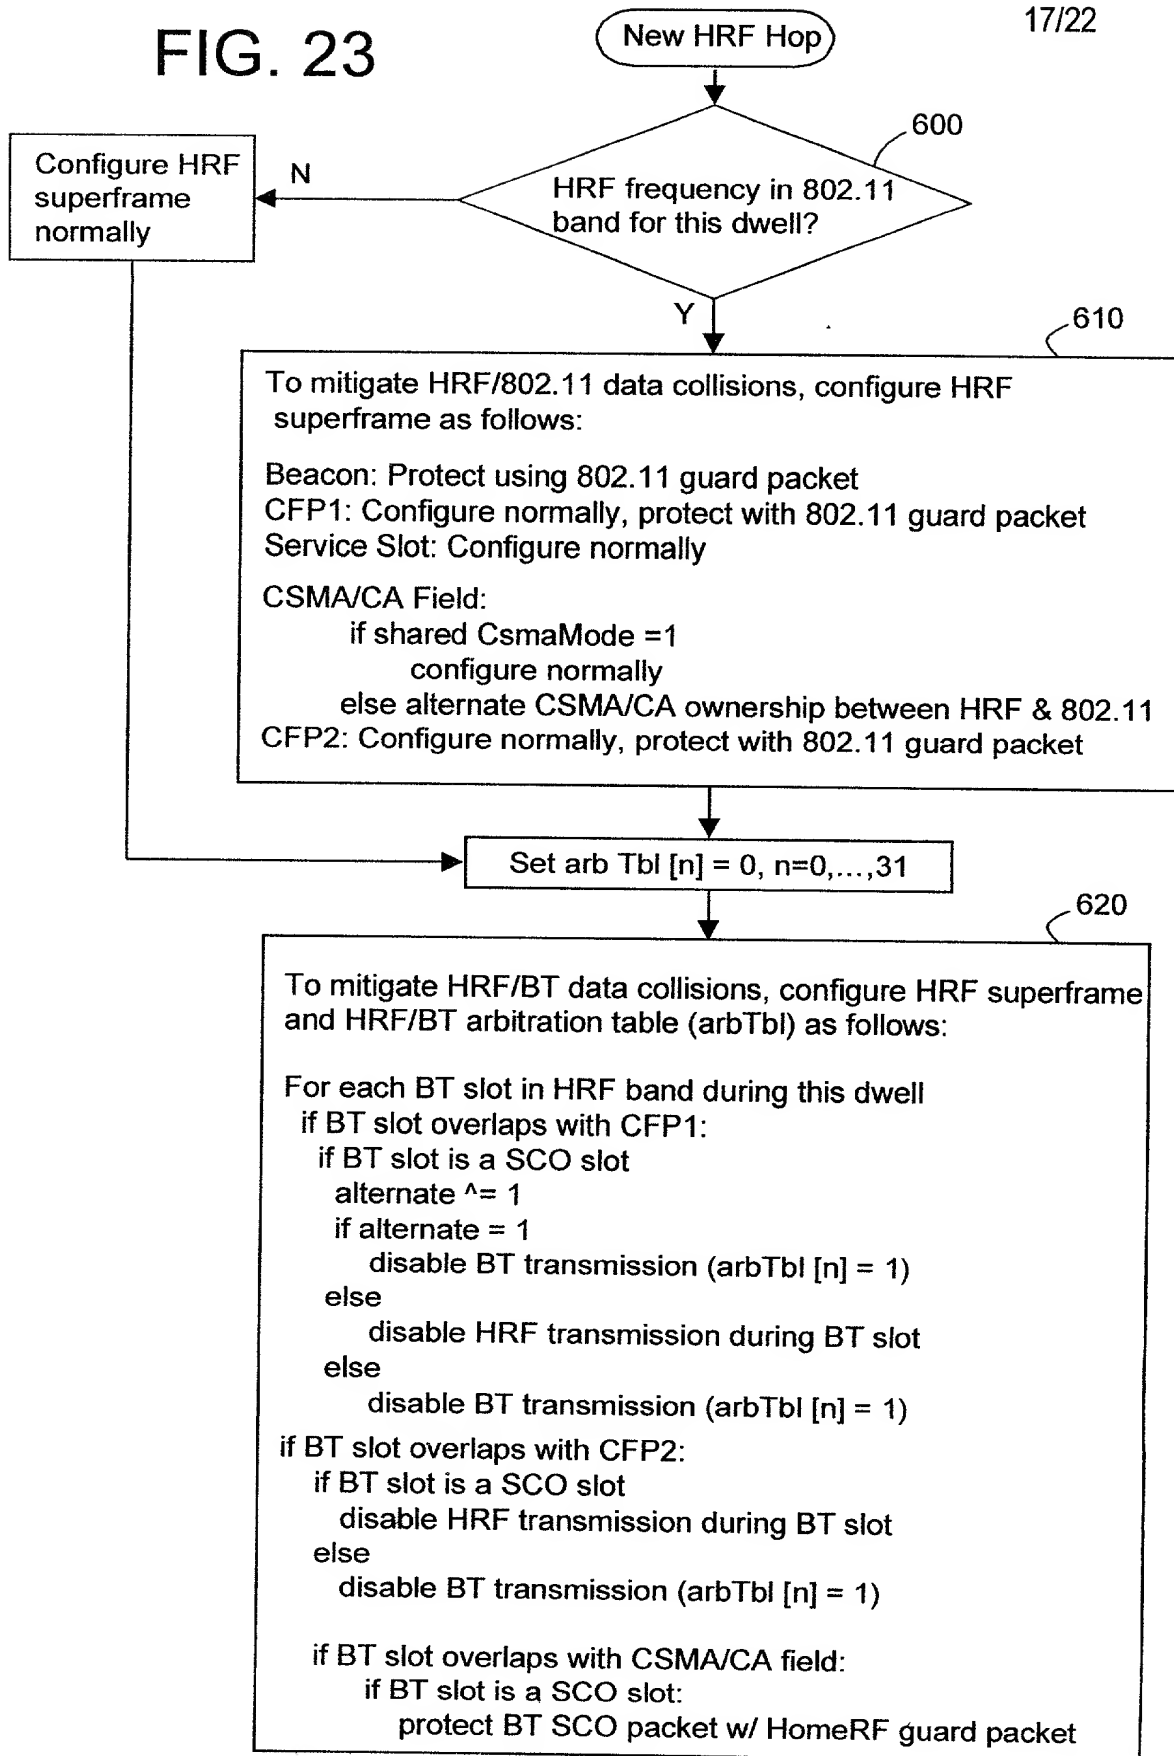 FIG. 23
17/22
New HRF Hop
600
HRF frequency in 802.11
band for this dwell?
N
Configure HRF
superframe
normally
Y
610
To mitigate HRF/802.11 data collisions, configure HRF
superframe as follows:
Beacon: Protect using 802.11 guard packet
CFP1: Configure normally, protect with 802.11 guard packet
Service Slot: Configure normally
CSMA/CA Field:
if shared CsmaMode =1
configure normally
else alternate CSMA/CA ownership between HRF & 802.11
CFP2: Configure normally, protect with 802.11 guard packet
Set arb Tbl [n] = 0, n=0,...,31
620
To mitigate HRF/BT data collisions, configure HRF superframe
and HRF/BT arbitration table (arbTbl) as follows:
For each BT slot in HRF band during this dwell
if BT slot overlaps with CFP1:
if BT slot is a SCO slot
alternate ^= 1
if alternate = 1
disable BT transmission (arbTbl [n] = 1)
else
disable HRF transmission during BT slot
else
disable BT transmission (arbTbl [n] = 1)
if BT slot overlaps with CFP2:
if BT slot is a SCO slot
disable HRF transmission during BT slot
else
disable BT transmission (arbTbl [n] = 1)
if BT slot overlaps with CSMA/CA field:
if BT slot is a SCO slot:
protect BT SCO packet w/ HomeRF guard packet